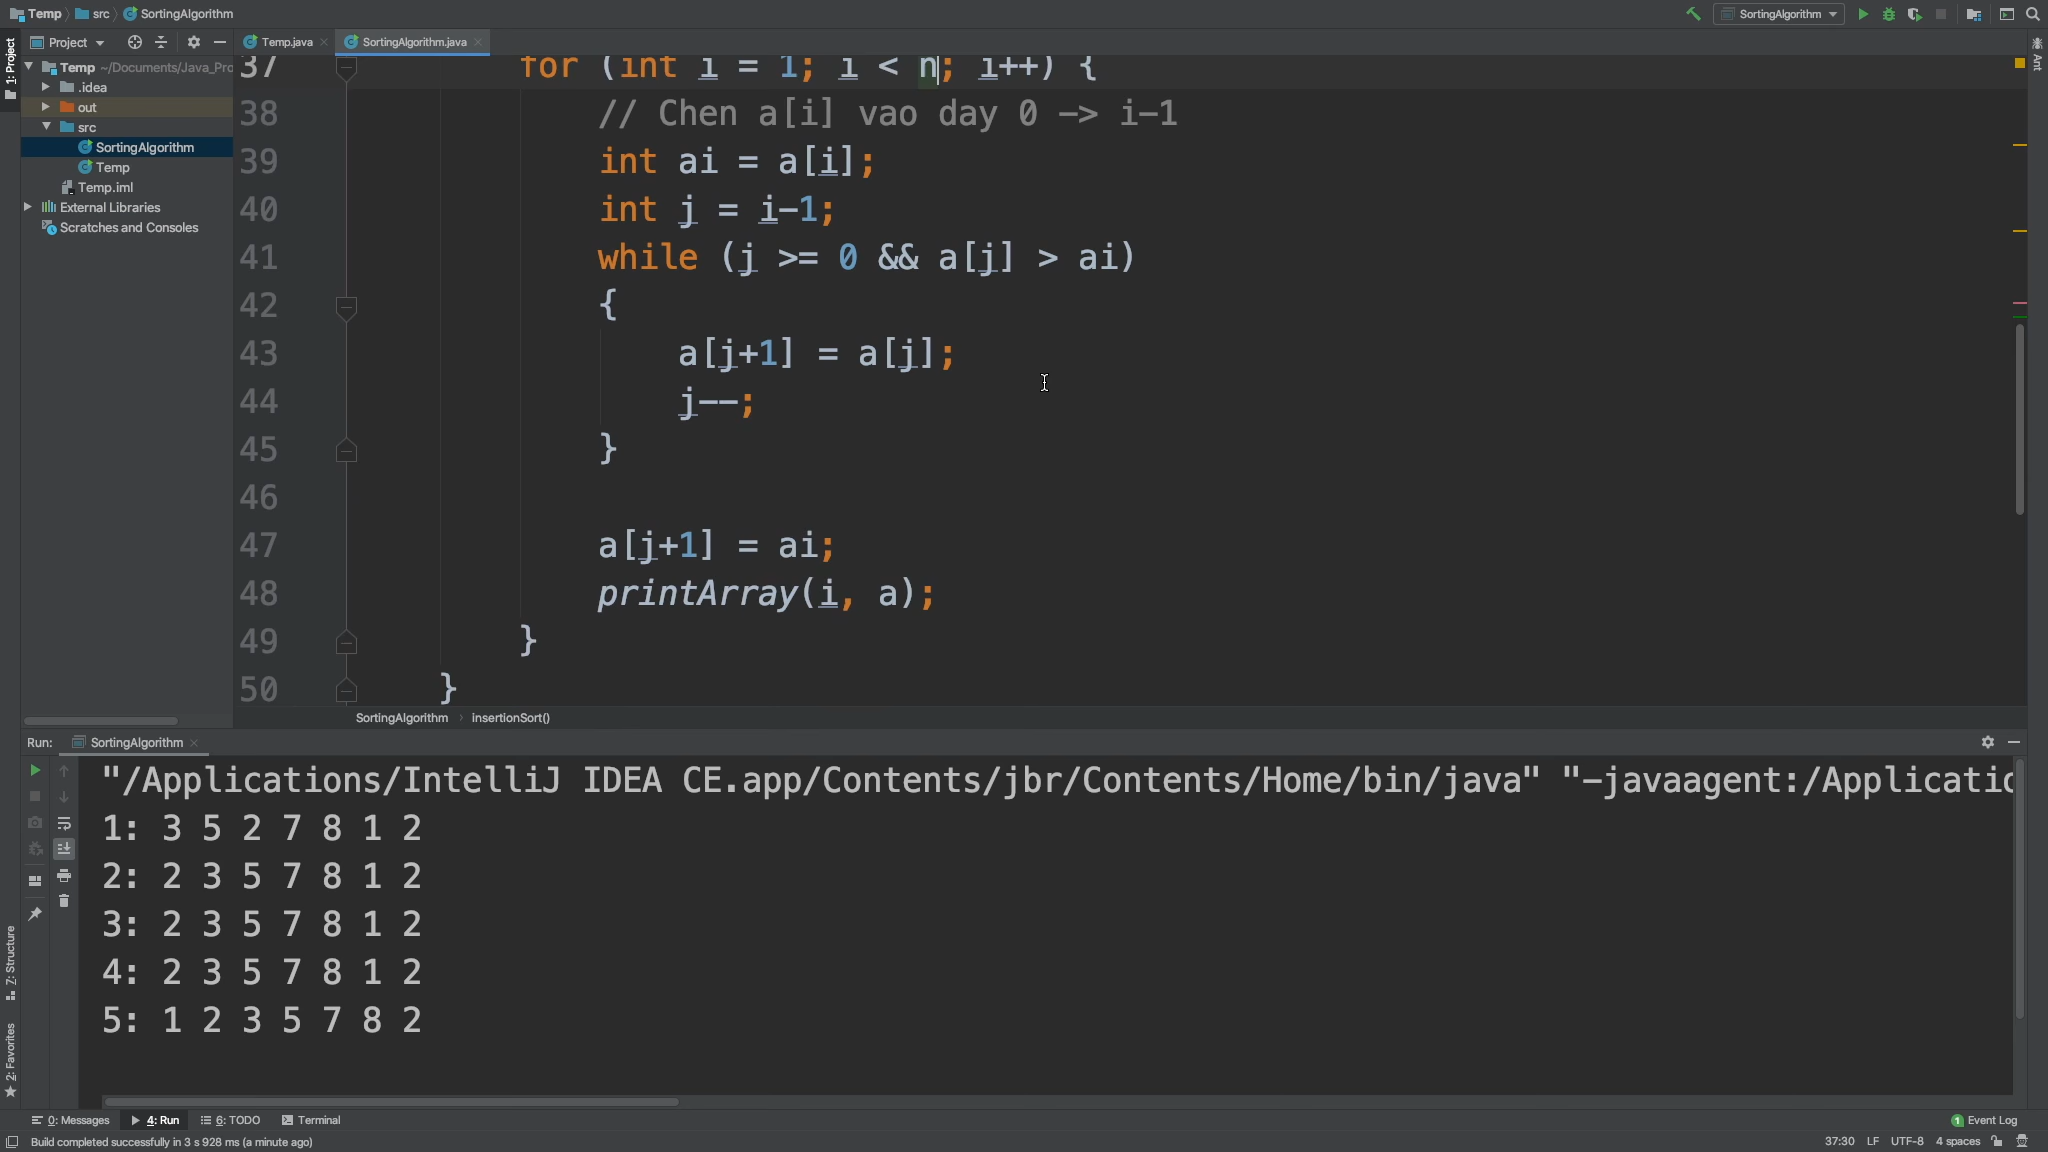 Temp src SortingAlgorithm
SortingAlgorithm
Project
Temp.java
SortingAlgorithm.java
1: Project
Ant
Temp ~/Documents/Java_Pro
.idea
out
src
SortingAlgorithm
Temp
Temp.iml
External Libraries
Scratches and Consoles
37 for (int i = 1; i < n; i++) {
38 // Chen a[i] vao day 0 -> i-1
39 int ai = a[i];
40 int j = i-1;
41 while (j >= 0 && a[j] > ai)
42 {
43 a[j+1] = a[j];
44 j--;
45 }
46
47 a[j+1] = ai;
48 printArray(i, a);
49 }
50 }
SortingAlgorithm › insertionSort()
Run: SortingAlgorithm
"/Applications/IntelliJ IDEA CE.app/Contents/jbr/Contents/Home/bin/java" "-javaagent:/Applicatio
1: 3 5 2 7 8 1 2
2: 2 3 5 7 8 1 2
3: 2 3 5 7 8 1 2
4: 2 3 5 7 8 1 2
5: 1 2 3 5 7 8 2
Z: Structure
2: Favorites
0: Messages 4: Run 6: TODO Terminal
1 Event Log
Build completed successfully in 3 s 928 ms (a minute ago)
37:30 LF UTF-8 4 spaces